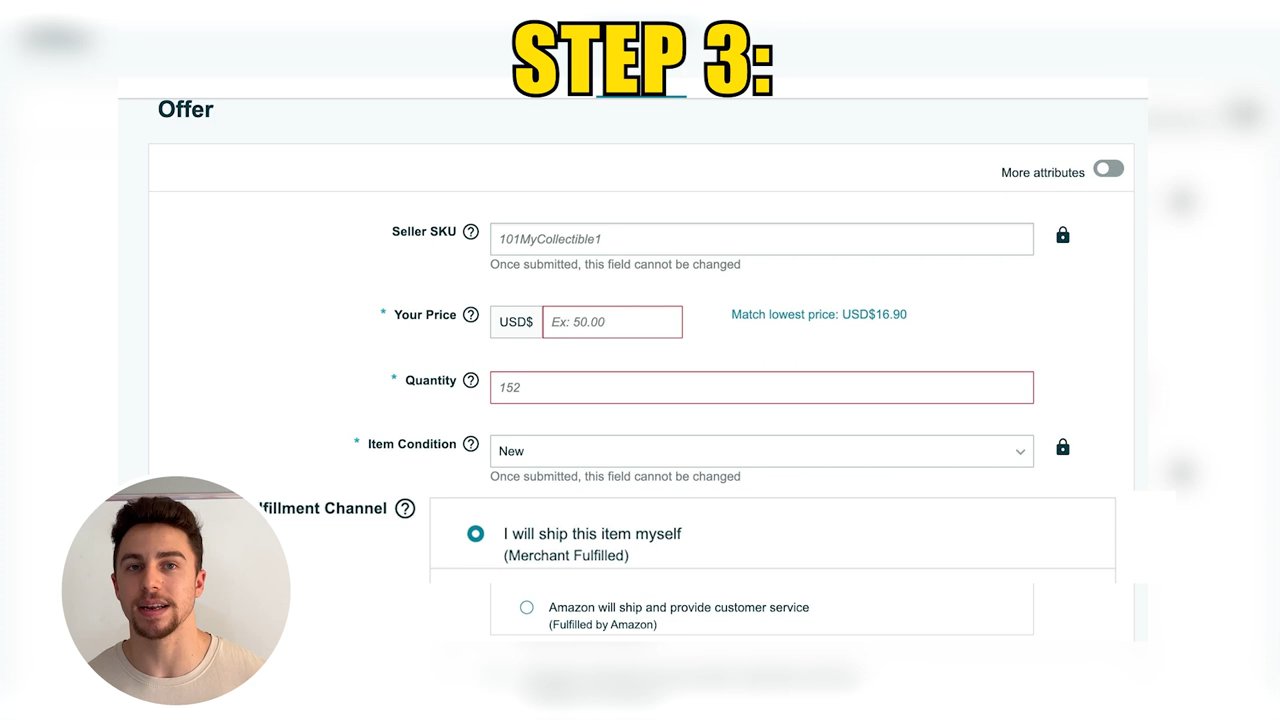 STEP 3:
Offer
More attributes
Seller SKU ?
101MyCollectible1
Once submitted, this field cannot be changed
* Your Price ?
USD$ Ex: 50.00
Match lowest price: USD$16.90
* Quantity ?
152
* Item Condition ?
New
Once submitted, this field cannot be changed
lfillment Channel ?
I will ship this item myself
(Merchant Fulfilled)
Amazon will ship and provide customer service
(Fulfilled by Amazon)